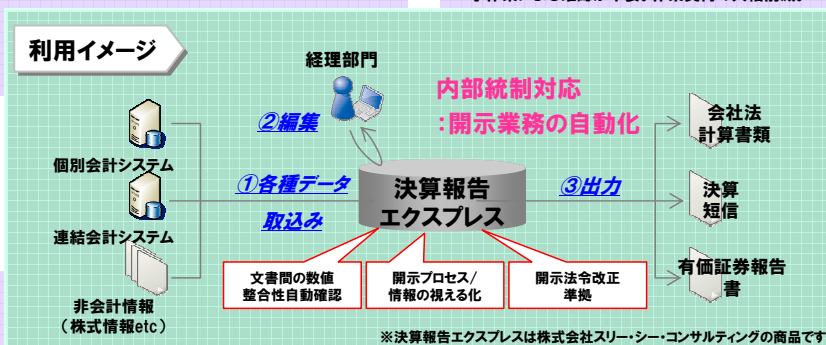 利用イメージ
経理部門
内部統制対応
:開示業務の自動化
②編集
個別会計システム
①各種データ
取込み
連結会計システム
非会計情報
(株式情報etc)
決算報告
エクスプレス
③出力
会社法
計算書類
決算
短信
有価証券報告
書
文書間の数値
整合性自動確認
開示プロセス/
情報の視える化
開示法令改正
準拠
※決算報告エクスプレスは株式会社スリー・シー・コンサルティングの商品です